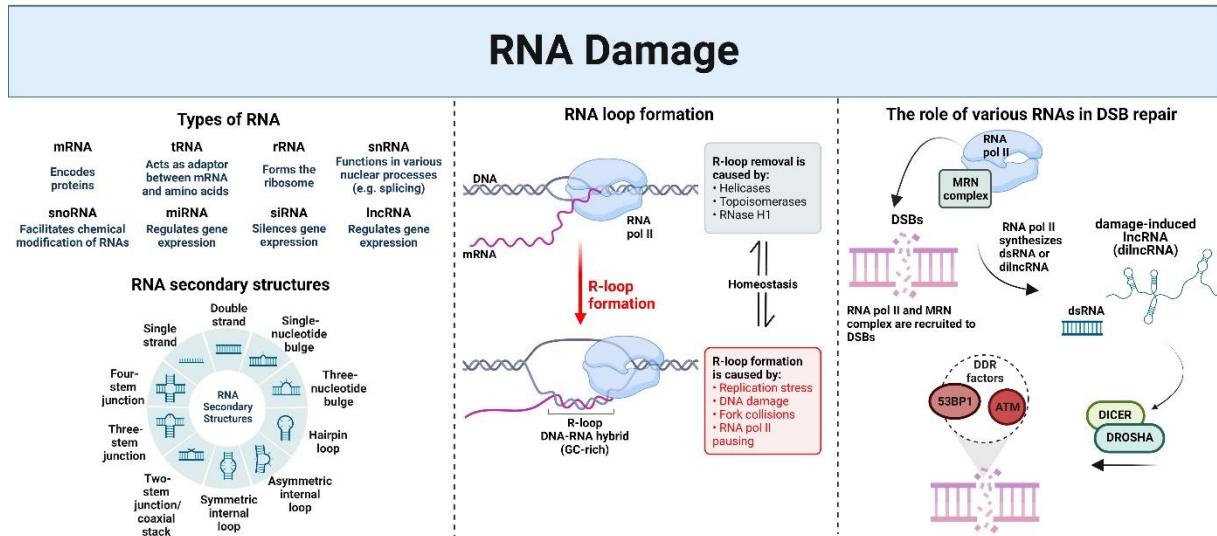 RNA Damage
Types of RNA
mRNA
Encodes
proteins
tRNA
Acts as adaptor
between mRNA
and amino acids
rRNA
Forms the
ribosome
snRNA
Functions in various
nuclear processes
(e.g. splicing)
snoRNA
Facilitates chemical
modification of RNAs
miRNA
Regulates gene
expression
siRNA
Silences gene
expression
lncRNA
Regulates gene
expression
RNA secondary structures
Double
strand
Single-
nucleotide
bulge
Three-
nucleotide
bulge
Hairpin
loop
Asymmetric
internal
loop
Symmetric
internal
loop
Two-
stem
junction/
coaxial
stack
Three-
stem
junction
Four-
stem
junction
Single
strand
RNA
Secondary
Structures
RNA loop formation
DNA
RNA
pol II
mRNA
R-loop
formation
R-loop
DNA-RNA hybrid
(GC-rich)
R-loop removal is
caused by:
• Helicases
• Topoisomerases
• RNase H1
Homeostasis
R-loop formation
is caused by:
• Replication stress
• DNA damage
• Fork collisions
• RNA pol II
pausing
The role of various RNAs in DSB repair
RNA
pol II
MRN
complex
DSBs
RNA pol II and MRN
complex are recruited to
DSBs
RNA pol II
synthesizes
dsRNA or
dilncRNA
damage-induced
lncRNA
(dilncRNA)
dsRNA
DICER
DROSHA
DDR
factors
53BP1
ATM